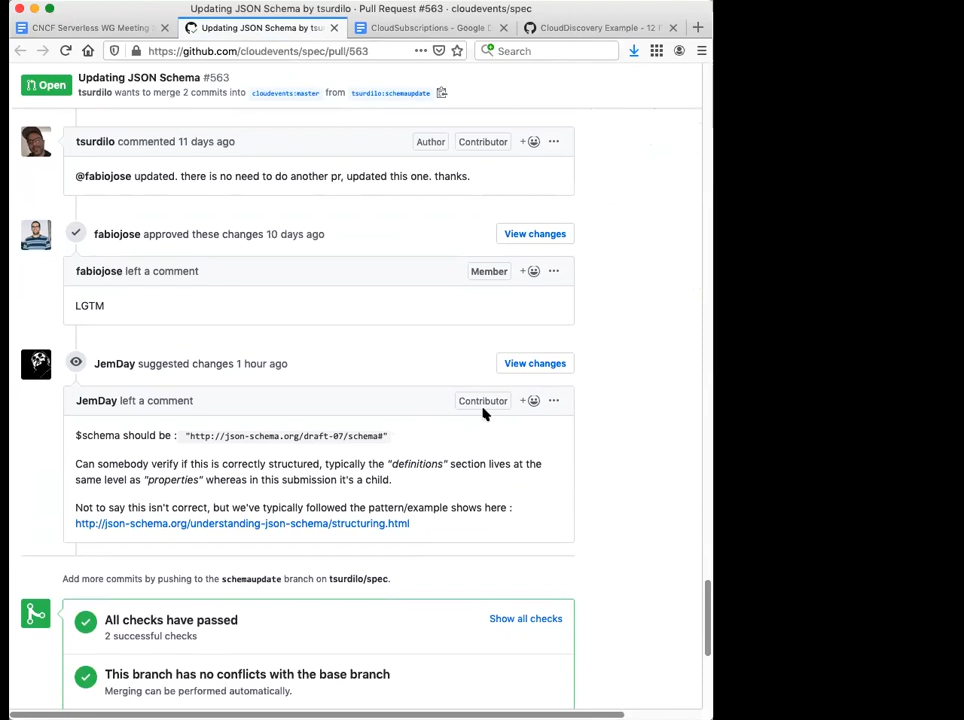 Updating JSON Schema by tsurdilo · Pull Request #563 · cloudevents/spec
CNCF Serverless WG Meeting
Updating JSON Schema by tsu
CloudSubscriptions - Google D
CloudDiscovery Example - 12 F
https://github.com/cloudevents/spec/pull/563
Search
Open
Updating JSON Schema #563
tsurdilo wants to merge 2 commits into cloudevents:master from tsurdilo:schemaupdate
tsurdilo commented 11 days ago
Author
Contributor
@fabiojose updated. there is no need to do another pr, updated this one. thanks.
fabiojose approved these changes 10 days ago
View changes
fabiojose left a comment
Member
LGTM
JemDay suggested changes 1 hour ago
View changes
JemDay left a comment
Contributor
$schema should be : "http://json-schema.org/draft-07/schema#"
Can somebody verify if this is correctly structured, typically the "definitions" section lives at the
same level as "properties" whereas in this submission it's a child.
Not to say this isn't correct, but we've typically followed the pattern/example shows here :
http://json-schema.org/understanding-json-schema/structuring.html
Add more commits by pushing to the schemaupdate branch on tsurdilo/spec.
All checks have passed
2 successful checks
Show all checks
This branch has no conflicts with the base branch
Merging can be performed automatically.